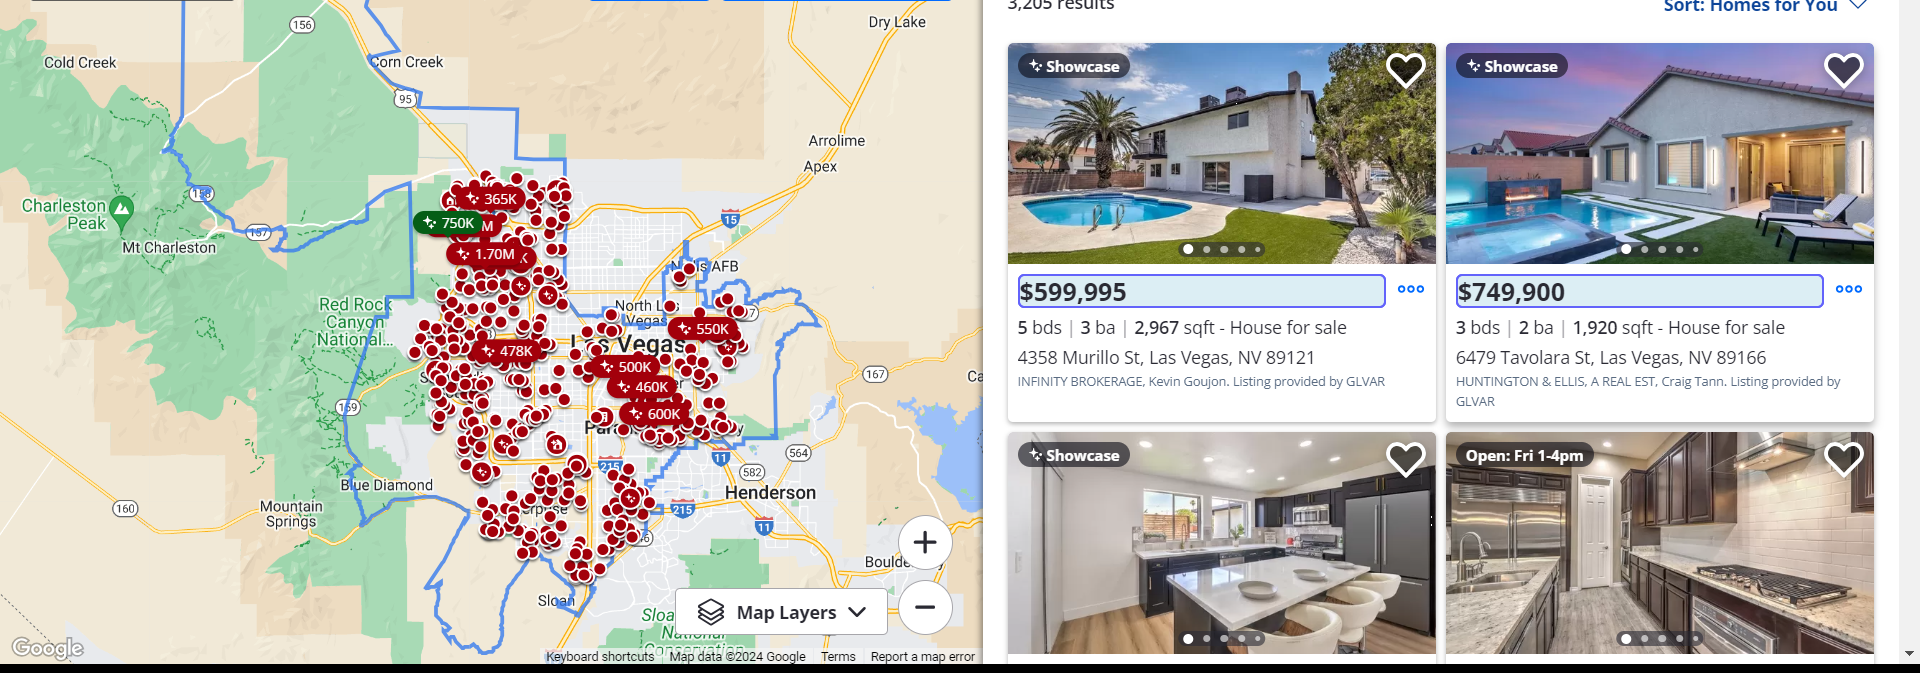 156
Dry Lake
Cold Creek
Corn Creek
95
Arrolime
Apex
158
Charleston
Peak
365K
750K
M
15
157
Mt Charleston
1.70M
K
AFB
Red Rock
Canyon
National...
North Las
Vegas
550K
Las Vegas
478K
500K
167
460K
159
600K
Ca
215
11
564
582
Blue Diamond
Henderson
160
Mountain
Springs
215
11
Sloan
Map Layers
Google
Keyboard shortcuts
Map data ©2024 Google
Terms
Report a map error
3,205 results
Sort: Homes for You
Showcase
$599,995
5 bds | 3 ba | 2,967 sqft - House for sale
4358 Murillo St, Las Vegas, NV 89121
INFINITY BROKERAGE, Kevin Goujon. Listing provided by GLVAR
Showcase
$749,900
3 bds | 2 ba | 1,920 sqft - House for sale
6479 Tavolara St, Las Vegas, NV 89166
HUNTINGTON & ELLIS, A REAL EST, Craig Tann. Listing provided by
GLVAR
Showcase
Open: Fri 1-4pm